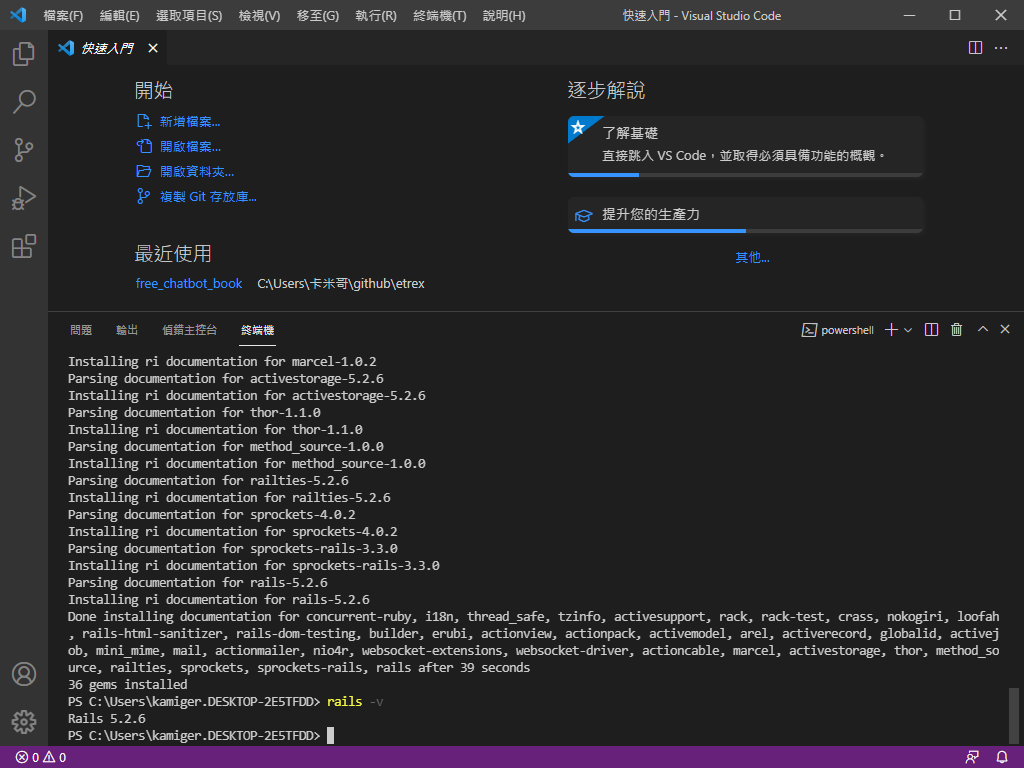 檔案(F) 編輯(E) 選取項目(S) 檢視(V) 移至(G) 執行(R) 終端機(T) 說明(H) 快速入門 - Visual Studio Code
快速入門
開始
新增檔案...
開啟檔案...
開啟資料夾...
複製 Git 存放庫...
最近使用
free_chatbot_book C:\Users\卡米哥\github\etrex
逐步解說
了解基礎
直接跳入 VS Code，並取得必須具備功能的概觀。
提升您的生產力
其他...
問題 輸出 偵錯主控台 終端機 powershell
Installing ri documentation for marcel-1.0.2
Parsing documentation for activestorage-5.2.6
Installing ri documentation for activestorage-5.2.6
Parsing documentation for thor-1.1.0
Installing ri documentation for thor-1.1.0
Parsing documentation for method_source-1.0.0
Installing ri documentation for method_source-1.0.0
Parsing documentation for railties-5.2.6
Installing ri documentation for railties-5.2.6
Parsing documentation for sprockets-4.0.2
Installing ri documentation for sprockets-4.0.2
Parsing documentation for sprockets-rails-3.3.0
Installing ri documentation for sprockets-rails-3.3.0
Parsing documentation for rails-5.2.6
Installing ri documentation for rails-5.2.6
Done installing documentation for concurrent-ruby, i18n, thread_safe, tzinfo, activesupport, rack, rack-test, crass, nokogiri, loofah
, rails-html-sanitizer, rails-dom-testing, builder, erubi, actionview, actionpack, activemodel, arel, activerecord, globalid, activej
ob, mini_mime, mail, actionmailer, nio4r, websocket-extensions, websocket-driver, actioncable, marcel, activestorage, thor, method_so
urce, railties, sprockets, sprockets-rails, rails after 39 seconds
36 gems installed
PS C:\Users\kamiger.DESKTOP-2E5TFDD> rails -v
Rails 5.2.6
PS C:\Users\kamiger.DESKTOP-2E5TFDD>
0 0